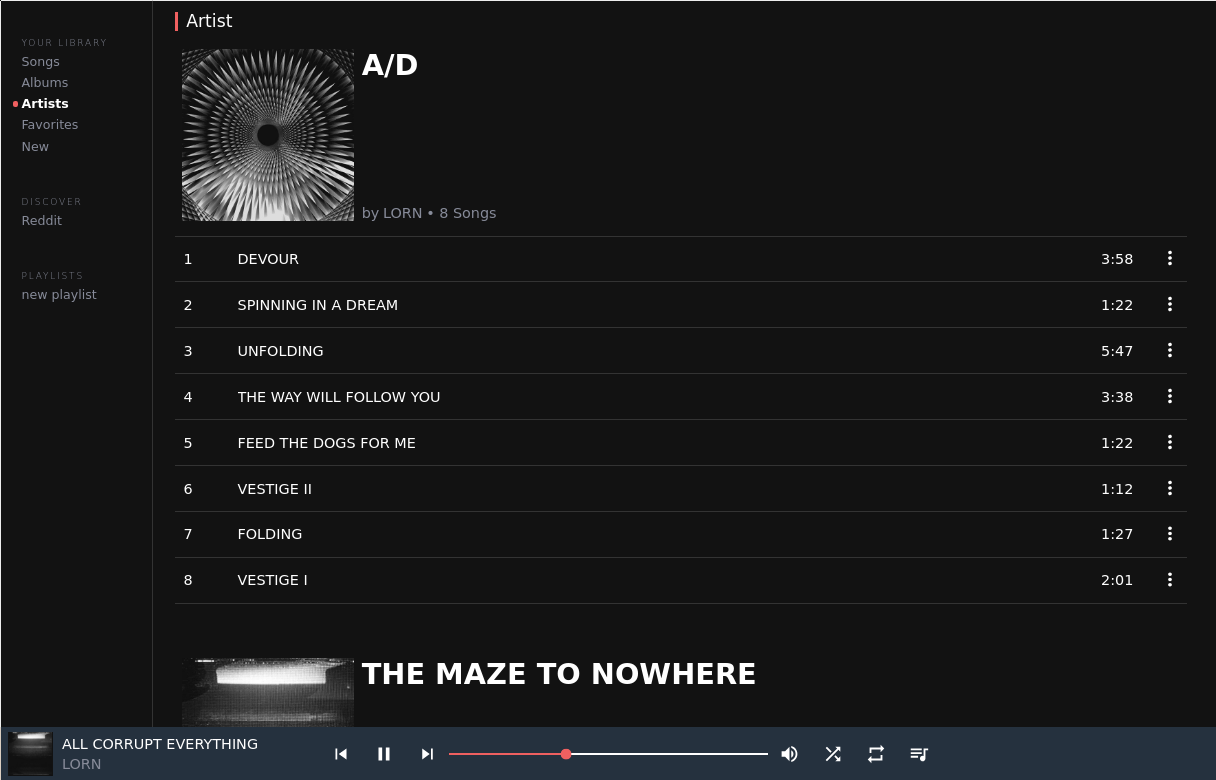 Artist
YOUR LIBRARY
Songs
Albums
Artists
Favorites
New
DISCOVER
Reddit
PLAYLISTS
new playlist
A/D
by LORN • 8 Songs
1 DEVOUR 3:58
2 SPINNING IN A DREAM 1:22
3 UNFOLDING 5:47
4 THE WAY WILL FOLLOW YOU 3:38
5 FEED THE DOGS FOR ME 1:22
6 VESTIGE II 1:12
7 FOLDING 1:27
8 VESTIGE I 2:01
THE MAZE TO NOWHERE
ALL CORRUPT EVERYTHING
LORN